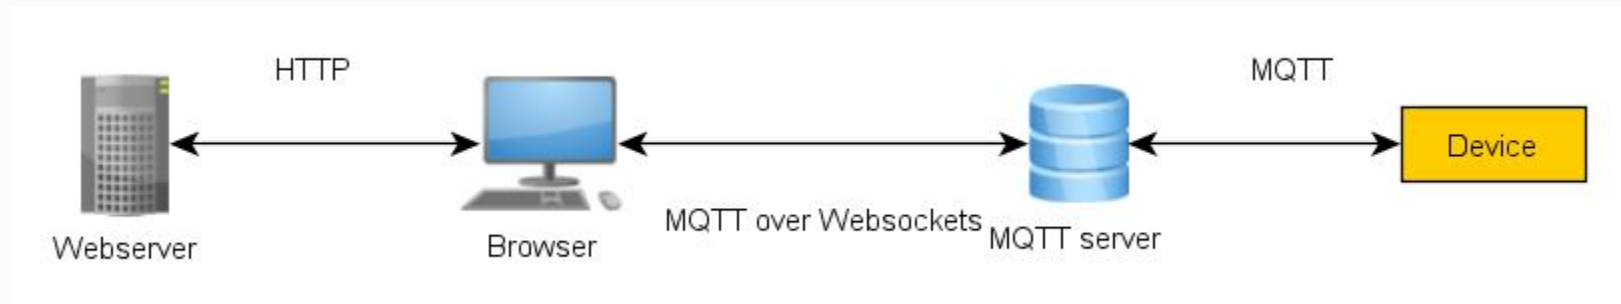 HTTP
MQTT
Device
MQTT over Websockets
Webserver
Browser
MQTT server